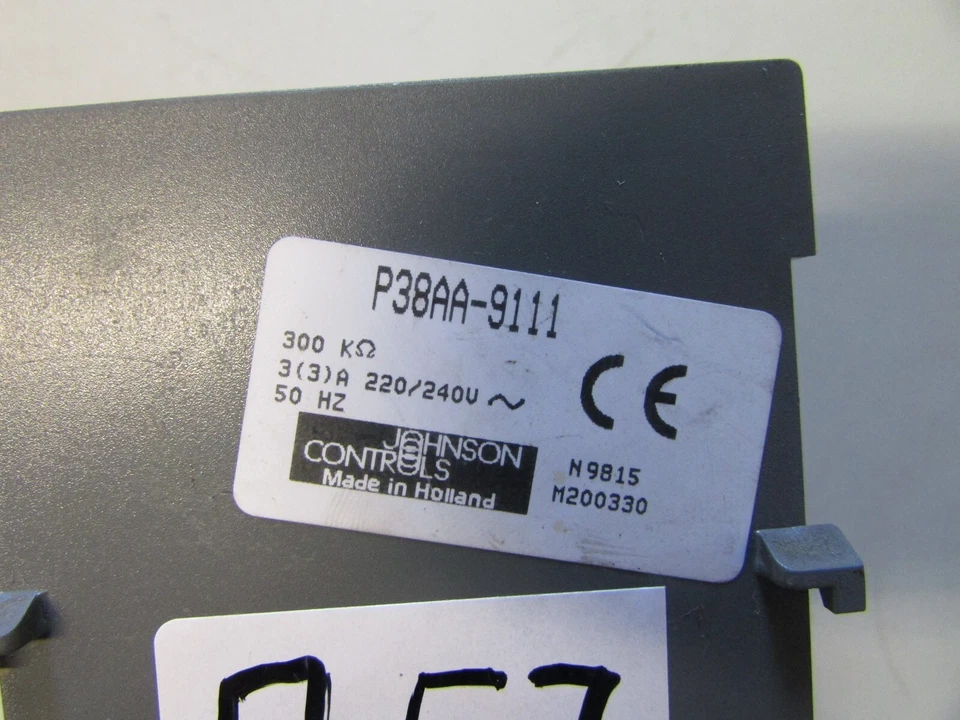 P38AA-9111
300 KΩ
3(3)A 220/240V ~
50 HZ
CE
JOHNSON
CONTROLS
Made in Holland
N9815
M200330